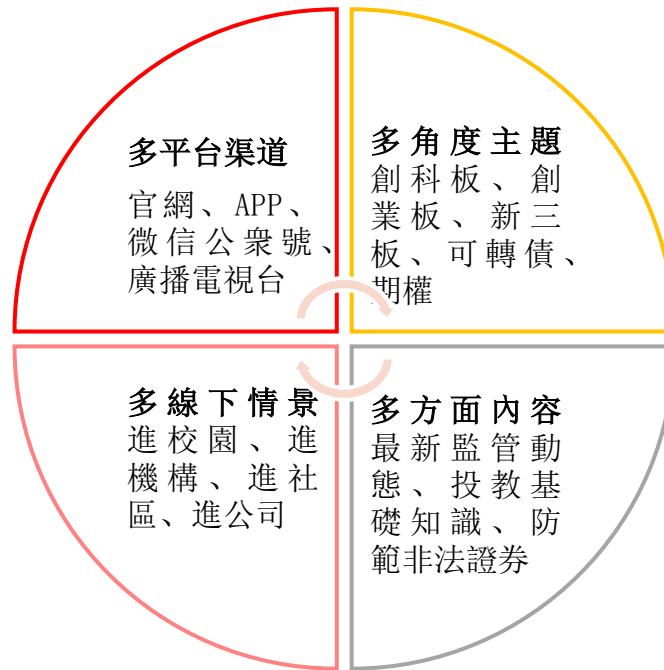 多平台渠道
官網、APP、
微信公衆號、
廣播電視台
多角度主題
創科板、創
業板、新三
板、可轉債、
期權
多線下情景
進校園、進
機構、進社
區、進公司
多方面內容
最新監管動
態、投教基
礎知識、防
範非法證券